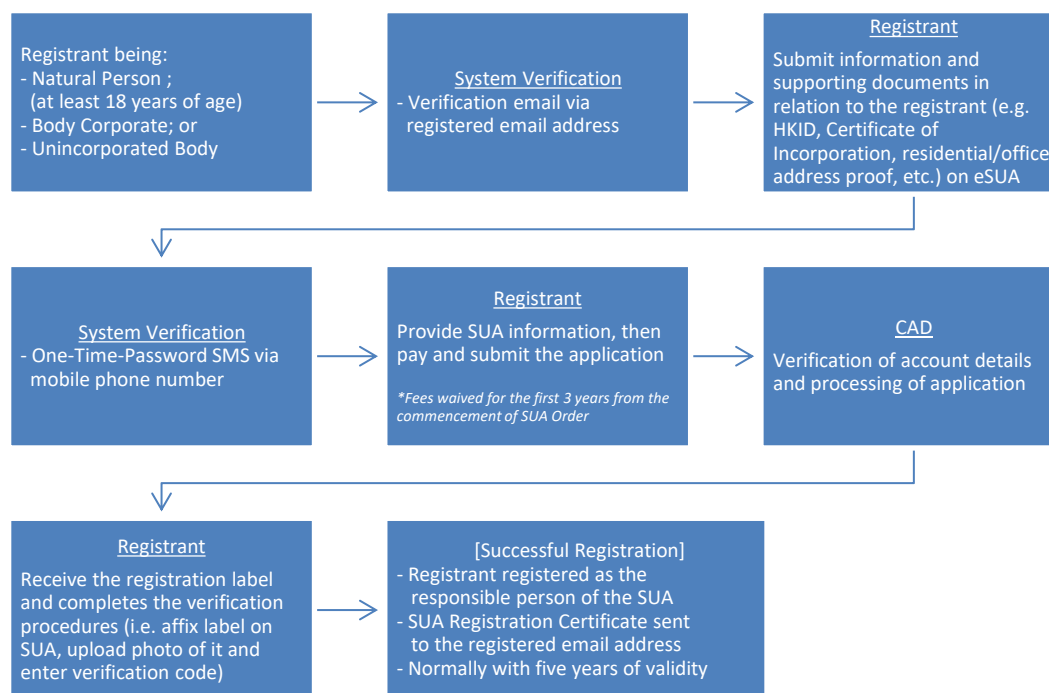 Registrant being:
- Natural Person ;
(at least 18 years of age)
- Body Corporate; or
- Unincorporated Body
System Verification
- Verification email via
registered email address
Registrant
Submit information and
supporting documents in
relation to the registrant (e.g.
HKID, Certificate of
Incorporation, residential/office
address proof, etc.) on eSUA
System Verification
- One-Time-Password SMS via
mobile phone number
Registrant
Provide SUA information, then
pay and submit the application
*Fees waived for the first 3 years from the
commencement of SUA Order
CAD
Verification of account details
and processing of application
Registrant
Receive the registration label
and completes the verification
procedures (i.e. affix label on
SUA, upload photo of it and
enter verification code)
[Successful Registration]
- Registrant registered as the
responsible person of the SUA
- SUA Registration Certificate sent
to the registered email address
- Normally with five years of validity